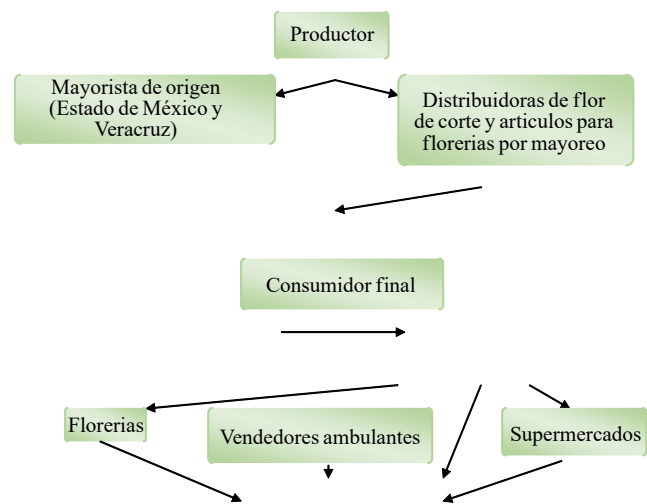 Productor
Mayorista de origen
(Estado de México y
Veracruz)
Distribuidoras de flor
de corte y articulos para
florerias por mayoreo
Consumidor final
Florerias
Vendedores ambulantes
Supermercados